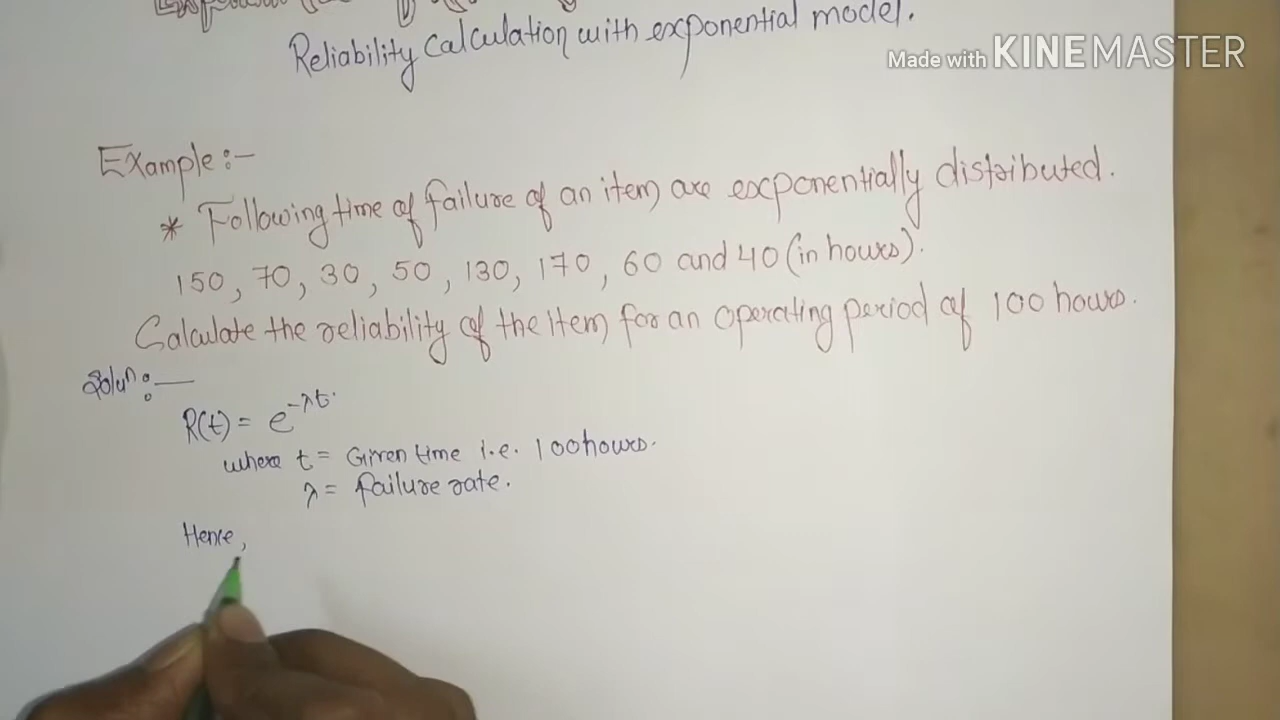 Reliability Calculation with exponential model.
Made with KINEMASTER
Example:-
* Following time of failure of an item are exponentially distributed.
150, 70, 30, 50, 130, 170, 60 and 40 (in hours).
Calculate the reliability of the item for an operating period of 100 hours.
Solun:—
R(t) = e^-λt.
where t = Given time i.e. 100 hours.
λ = failure rate.
Hence,